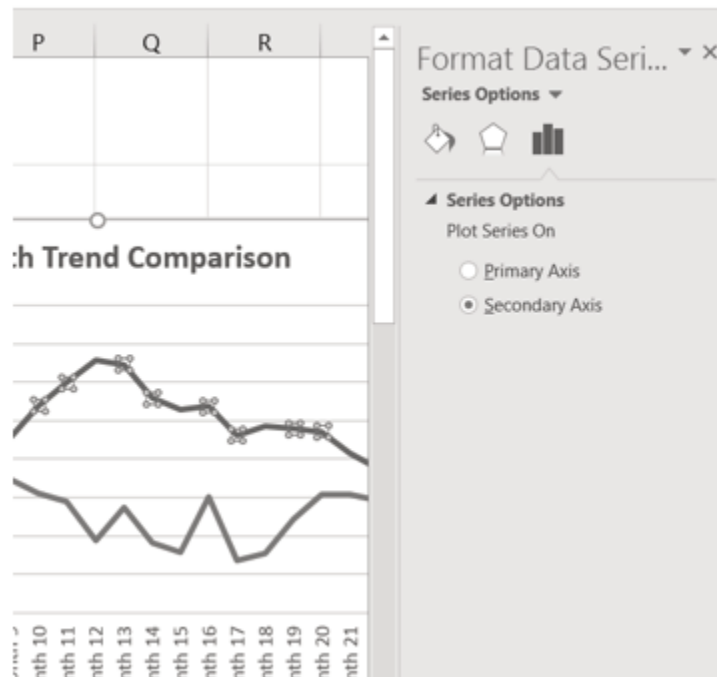 P Q R
Format Data Seri...
Series Options
Series Options
Plot Series On
Primary Axis
Secondary Axis
:h Trend Comparison
nth 10
nth 11
nth 12
nth 13
nth 14
nth 15
nth 16
nth 17
nth 18
nth 19
nth 20
nth 21